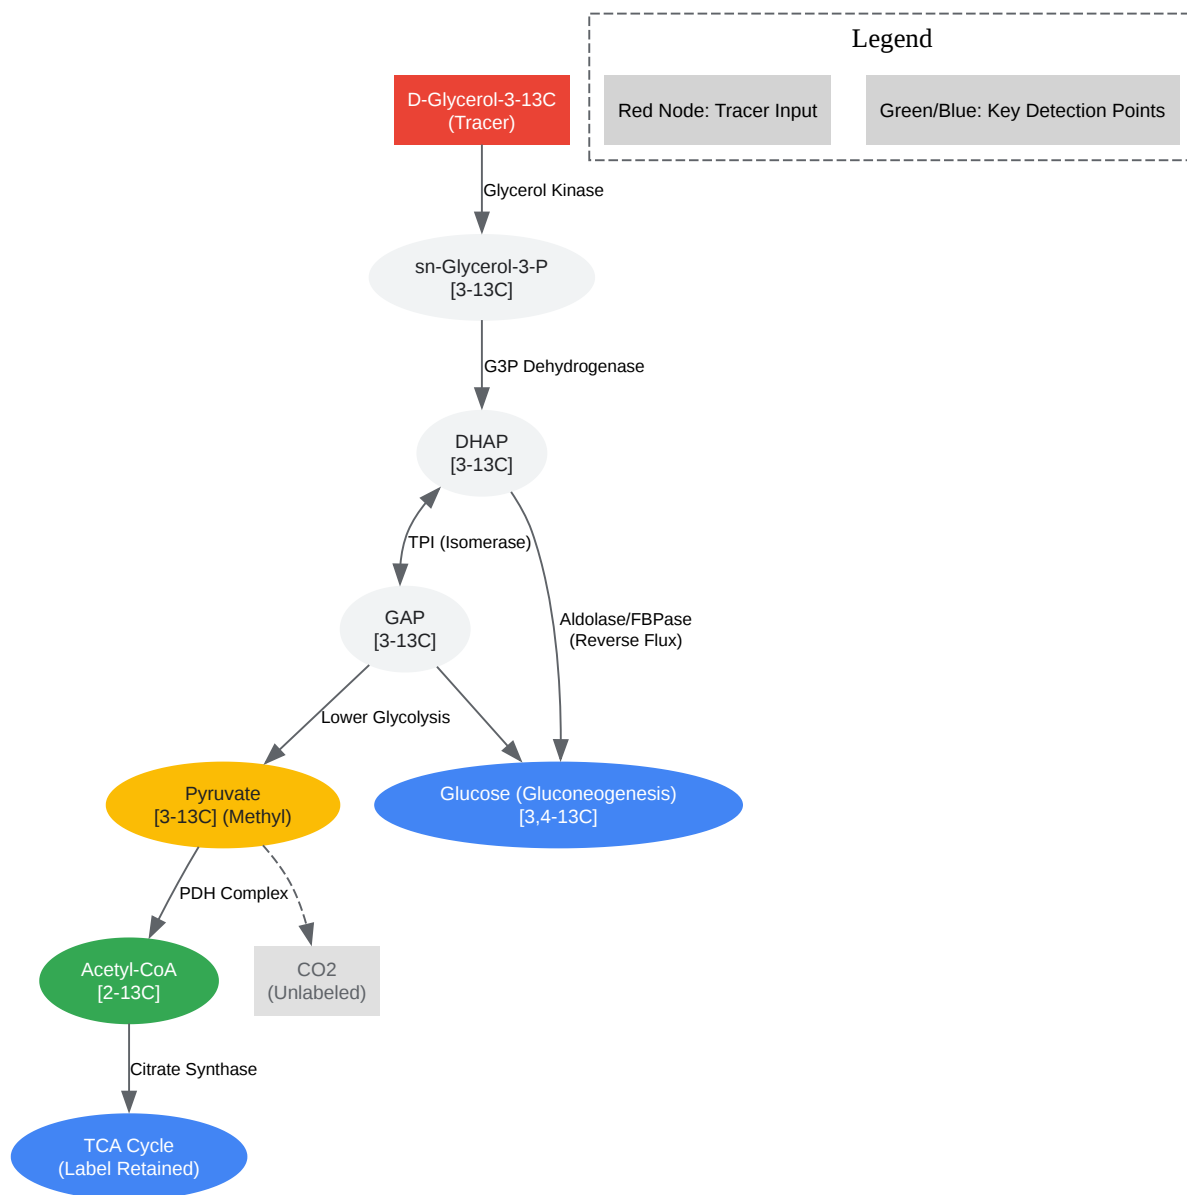 Legend
Red Node: Tracer Input
Green/Blue: Key Detection Points
D-Glycerol-3-13C
(Tracer)
Glycerol Kinase
sn-Glycerol-3-P
[3-13C]
G3P Dehydrogenase
DHAP
[3-13C]
TPI (Isomerase)
GAP
[3-13C]
Aldolase/FBPase
(Reverse Flux)
Lower Glycolysis
Pyruvate
[3-13C] (Methyl)
Glucose (Gluconeogenesis)
[3,4-13C]
PDH Complex
Acetyl-CoA
[2-13C]
CO2
(Unlabeled)
Citrate Synthase
TCA Cycle
(Label Retained)